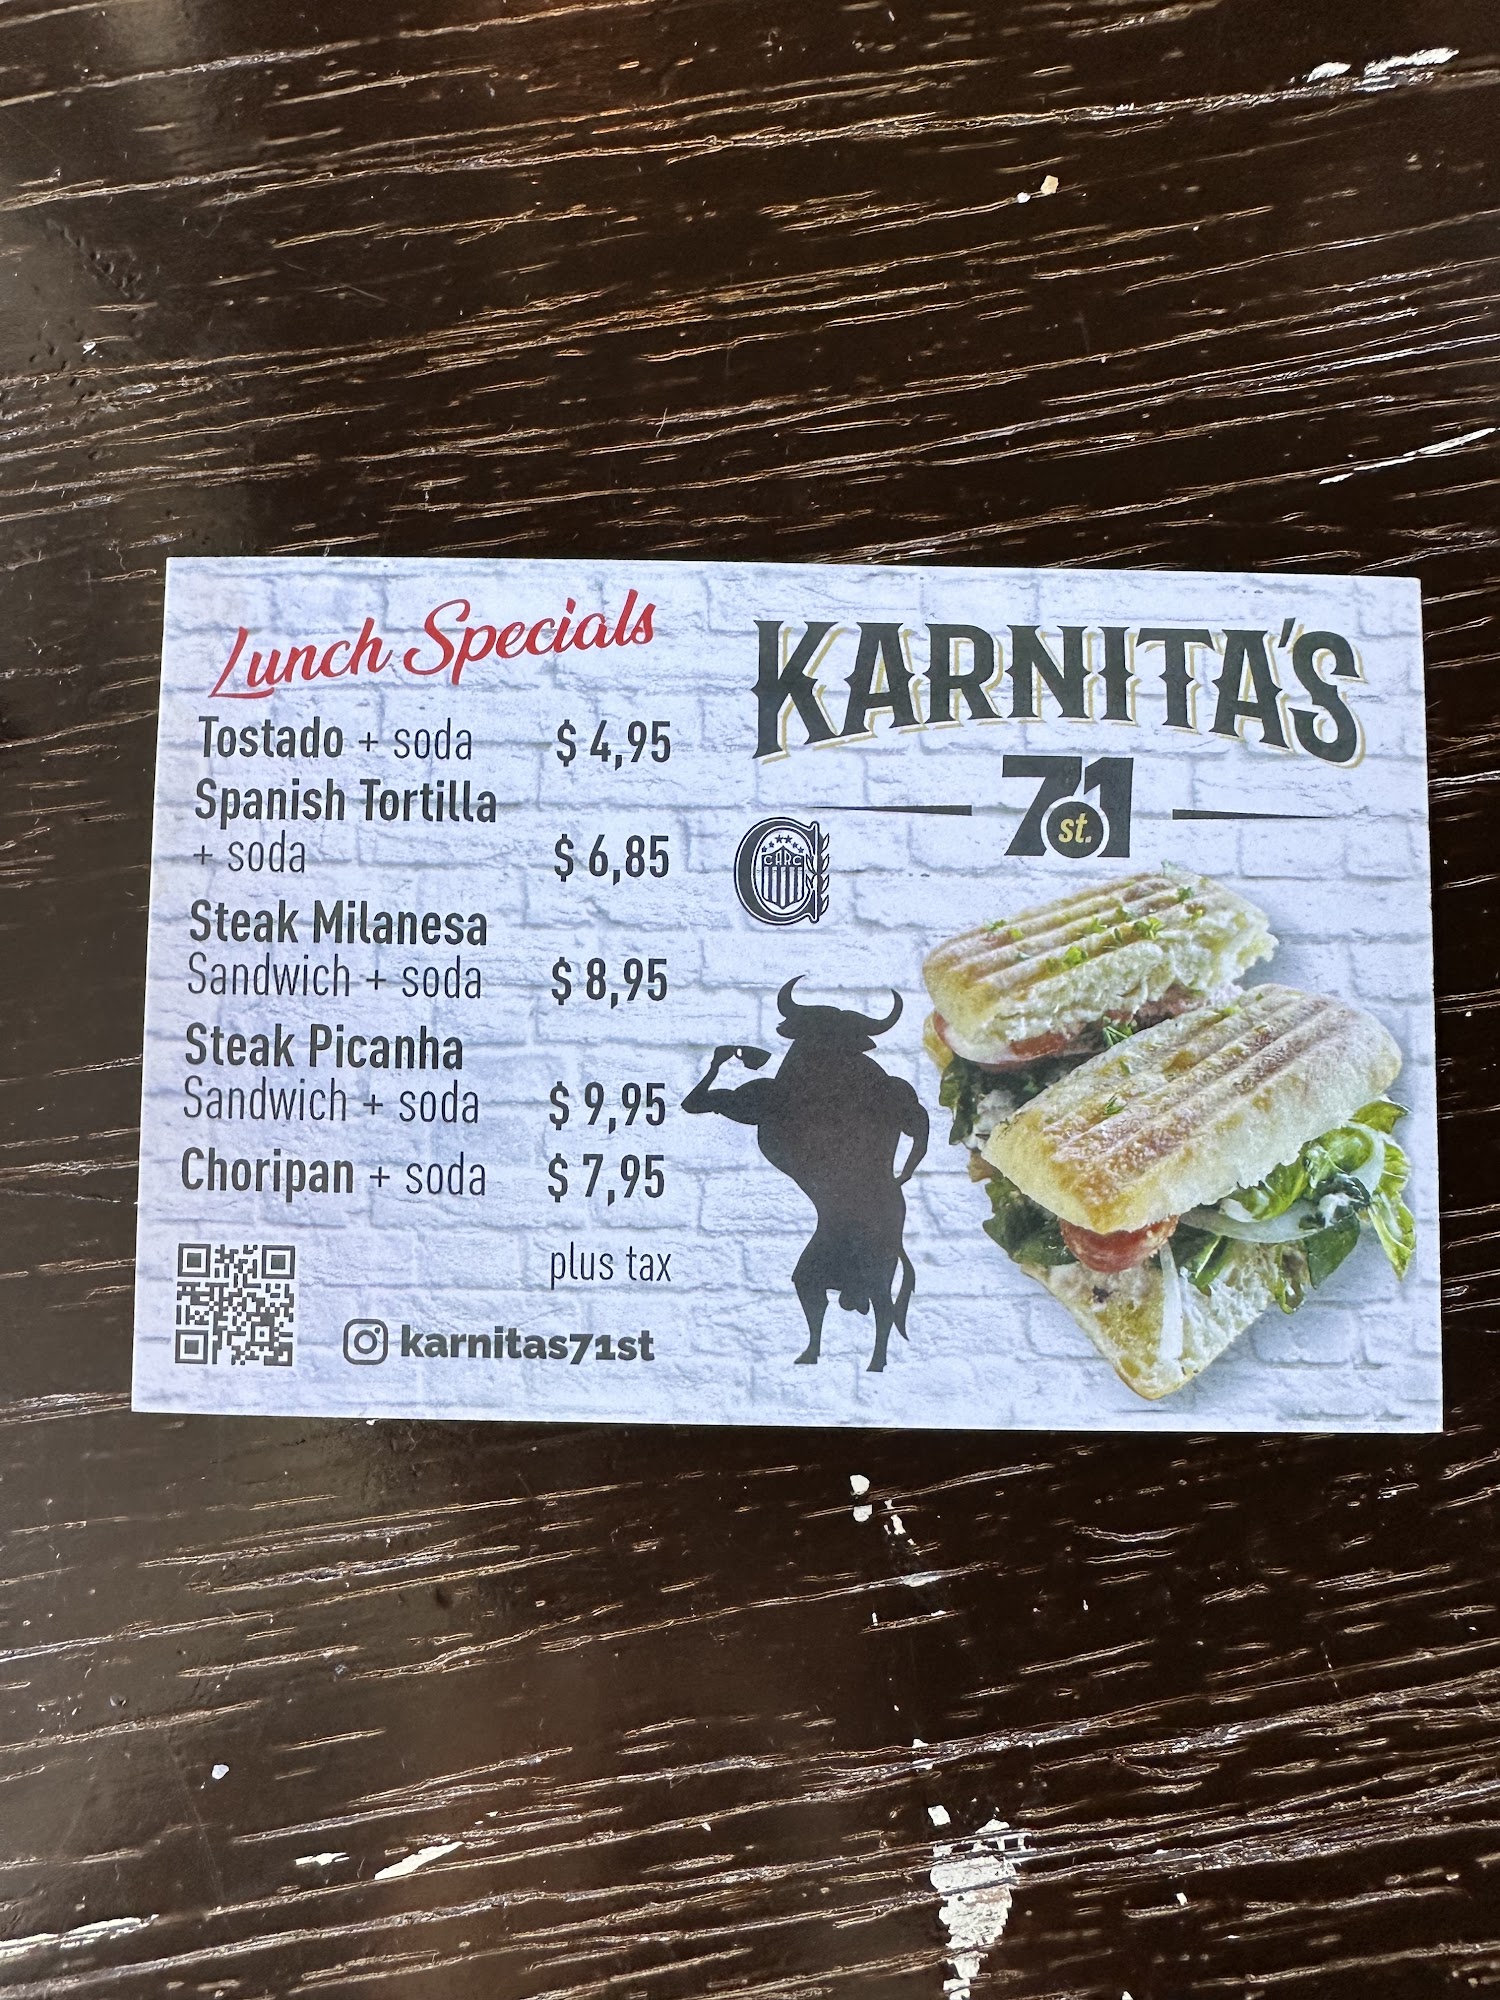 Lunch Specials
Tostado + soda $ 4,95
Spanish Tortilla
+ soda $ 6,85
Steak Milanesa
Sandwich + soda $ 8,95
Steak Picanha
Sandwich + soda $ 9,95
Choripan + soda $ 7,95
plus tax
karnitas71st
KARNITA'S
71 st.
CARC